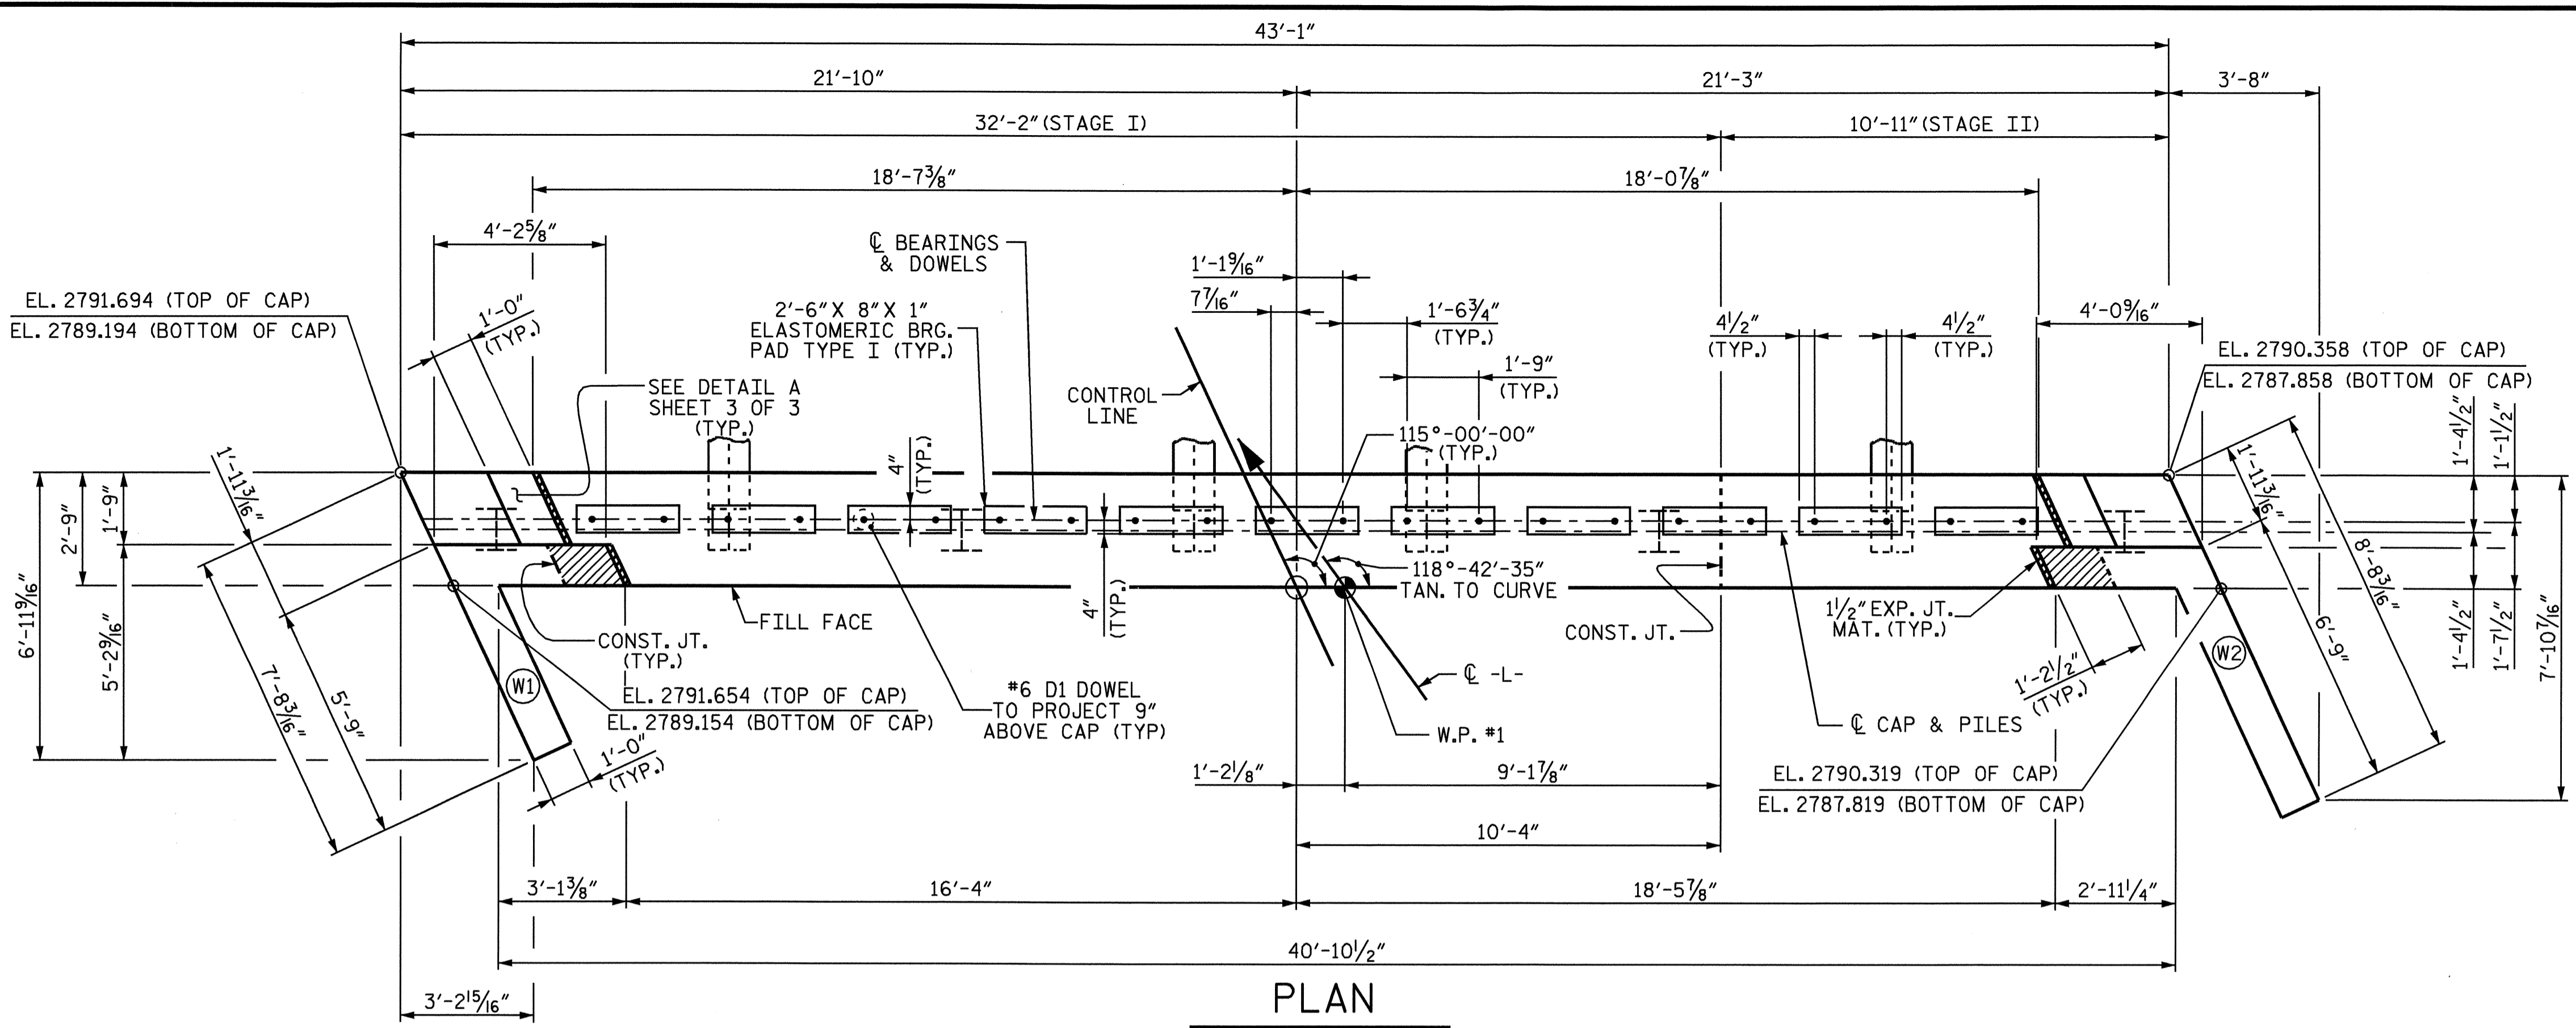 43'-1"
21'-10"
21'-3"
3'-8"
32'-2" (STAGE I)
10'-11" (STAGE II)
18'-7 3/8"
18'-0 7/8"
4'-2 5/8"
℄ BEARINGS
& DOWELS
1'-1 9/16"
7 7/16"
EL. 2791.694 (TOP OF CAP)
EL. 2789.194 (BOTTOM OF CAP)
1'-0"
(TYP.)
2'-6" X 8" X 1"
ELASTOMERIC BRG.
PAD TYPE I (TYP.)
1'-6 3/4"
(TYP.)
4 1/2"
(TYP.)
4 1/2"
(TYP.)
4'-0 9/16"
EL. 2790.358 (TOP OF CAP)
EL. 2787.858 (BOTTOM OF CAP)
SEE DETAIL A
SHEET 3 OF 3
(TYP.)
CONTROL
LINE
1'-9"
(TYP.)
115°-00'-00"
(TYP.)
4"
(TYP.)
1'-4 1/2"
1'-1 1/2"
1'-11 3/16"
1'-11 3/16"
8'-8 3/16"
6'-9"
2'-9"
1'-9"
6'-11 9/16"
5'-2 9/16"
7'-8 3/16"
5'-9"
118°-42'-35"
TAN. TO CURVE
4"
(TYP.)
FILL FACE
CONST. JT.
(TYP.)
CONST. JT.
1 1/2" EXP. JT.
MAT. (TYP.)
1'-4 1/2"
1'-7 1/2"
7'-10 7/16"
W1
W2
EL. 2791.654 (TOP OF CAP)
EL. 2789.154 (BOTTOM OF CAP)
#6 D1 DOWEL
TO PROJECT 9"
ABOVE CAP (TYP)
℄ -L-
W.P. #1
℄ CAP & PILES
1'-2 1/2"
(TYP.)
1'-0"
(TYP.)
1'-2 1/8"
9'-1 7/8"
EL. 2790.319 (TOP OF CAP)
EL. 2787.819 (BOTTOM OF CAP)
10'-4"
3'-1 3/8"
16'-4"
18'-5 7/8"
2'-11 1/4"
40'-10 1/2"
3'-2 15/16"
PLAN